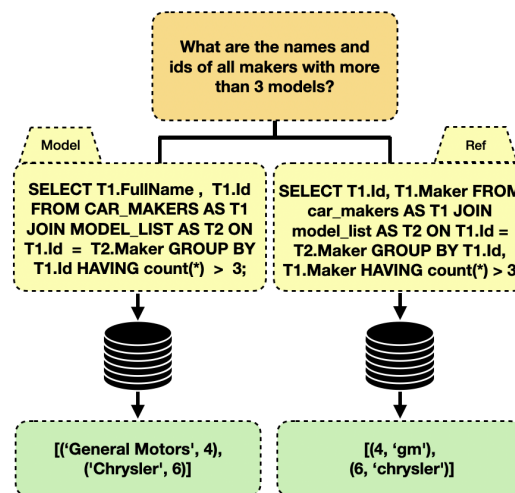 What are the names and
ids of all makers with more
than 3 models?
Model
SELECT T1.FullName , T1.Id
FROM CAR_MAKERS AS T1
JOIN MODEL_LIST AS T2 ON
T1.Id = T2.Maker GROUP BY
T1.Id HAVING count(*) > 3;
Ref
SELECT T1.Id, T1.Maker FROM
car_makers AS T1 JOIN
model_list AS T2 ON T1.Id =
T2.Maker GROUP BY T1.Id,
T1.Maker HAVING count(*) > 3
[(‘General Motors', 4),
('Chrysler', 6)]
[(4, ‘gm’),
(6, ‘chrysler’)]